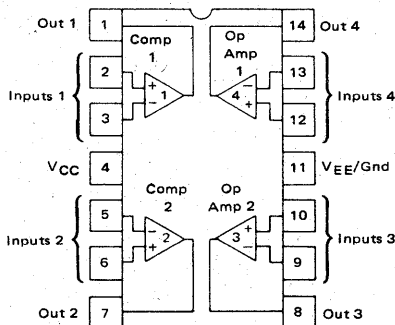 Out 1 1 Comp 1 Op Amp 1 14 Out 4
Inputs 1 2 3 + − 1 4 − + 13 12 Inputs 4
VCC 4 11 VEE/Gnd
Comp 2 Op Amp 2
Inputs 2 5 6 − + 2 3 + − 10 9 Inputs 3
Out 2 7 8 Out 3